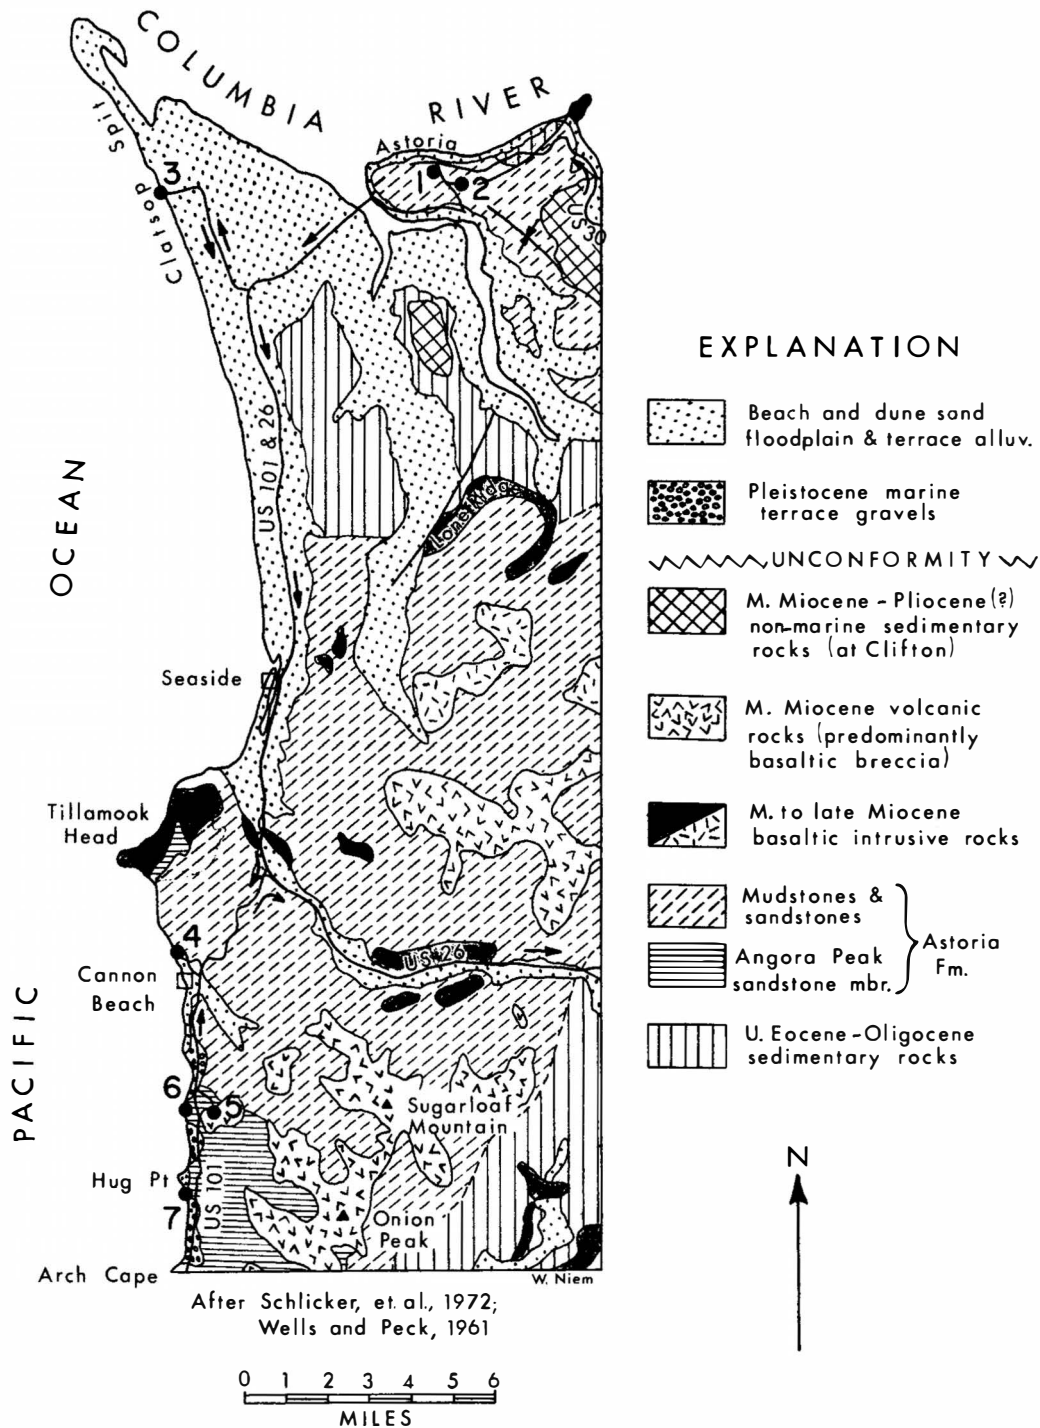 COLUMBIA
RIVER
Astoria
Clatsop Spit
3
1
2
US 30
US 101 & 26
Lone Ridge
OCEAN
Seaside
Tillamook
Head
4
US 26
Cannon
Beach
PACIFIC
6
5
Sugarloaf
Mountain
Hug Pt
7
US 101
Onion
Peak
Arch Cape
W. Niem
After Schlicker, et. al., 1972;
Wells and Peck, 1961
0 1 2 3 4 5 6
MILES
EXPLANATION
Beach and dune sand
floodplain & terrace alluv.
Pleistocene marine
terrace gravels
UNCONFORMITY
M. Miocene - Pliocene (?)
non-marine sedimentary
rocks (at Clifton)
M. Miocene volcanic
rocks (predominantly
basaltic breccia)
M. to late Miocene
basaltic intrusive rocks
Mudstones &
sandstones
Angora Peak
sandstone mbr.
Astoria
Fm.
U. Eocene-Oligocene
sedimentary rocks
N